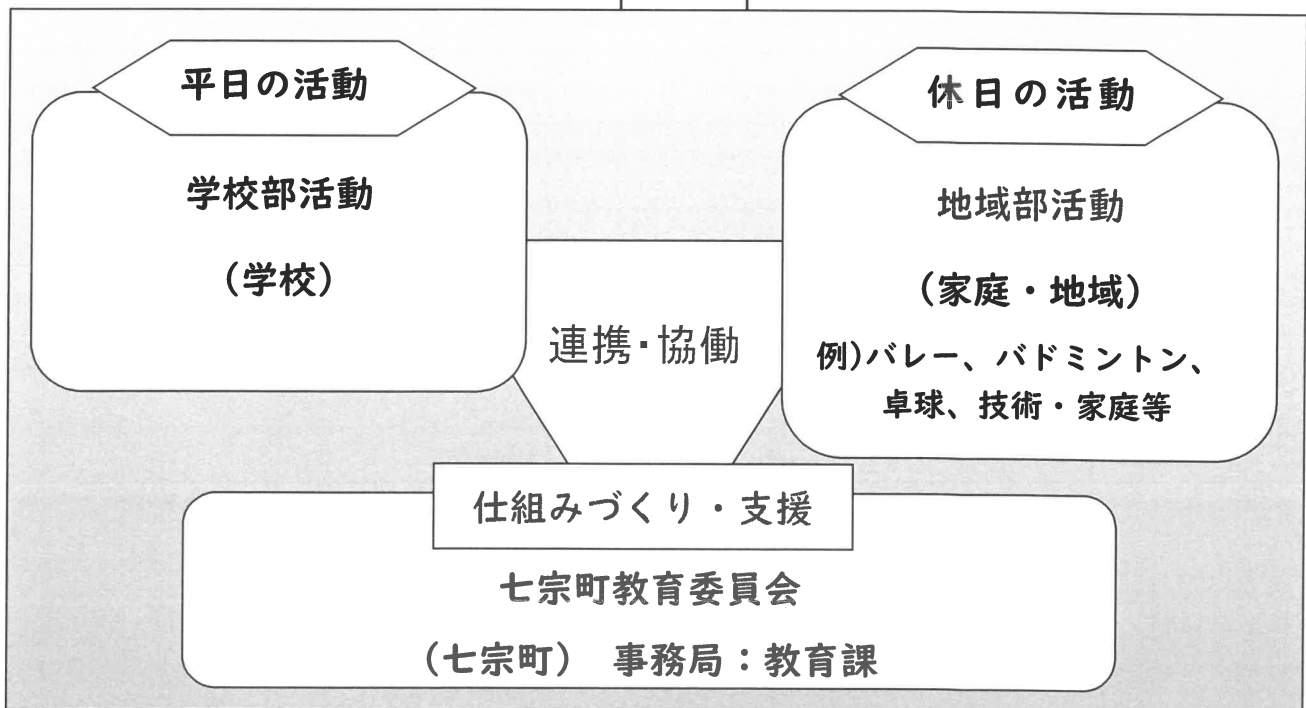 平日の活動
学校部活動
(学校)
休日の活動
地域部活動
(家庭・地域)
例)バレー、バドミントン、
卓球、技術・家庭等
連携・協働
仕組みづくり・支援
七宗町教育委員会
(七宗町) 事務局：教育課